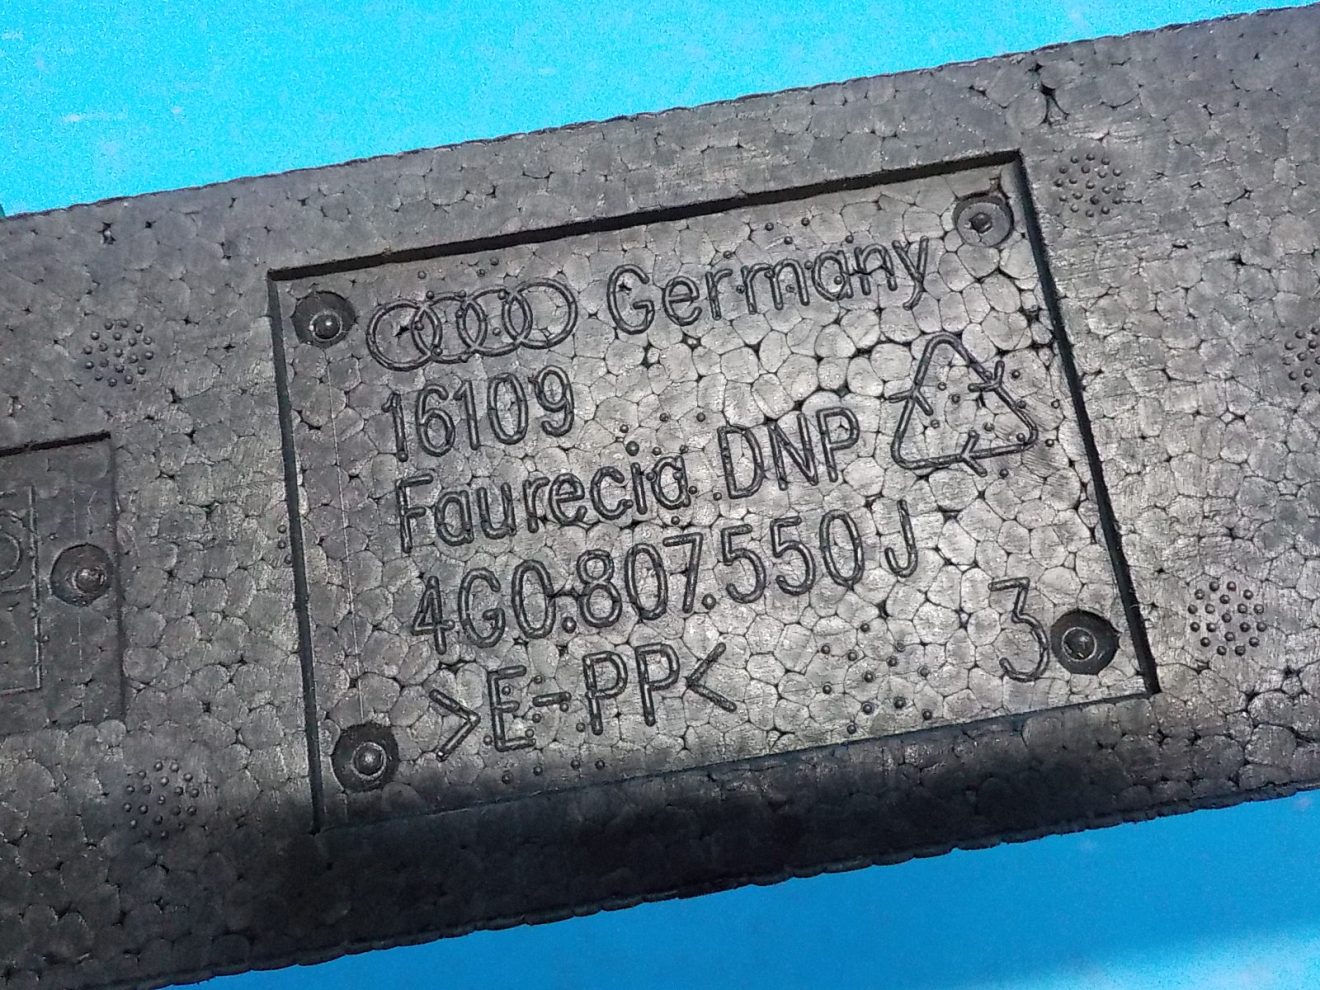 Germany
16109
Faurecia DNP
4G0.807.550 J
>E-PP<
3